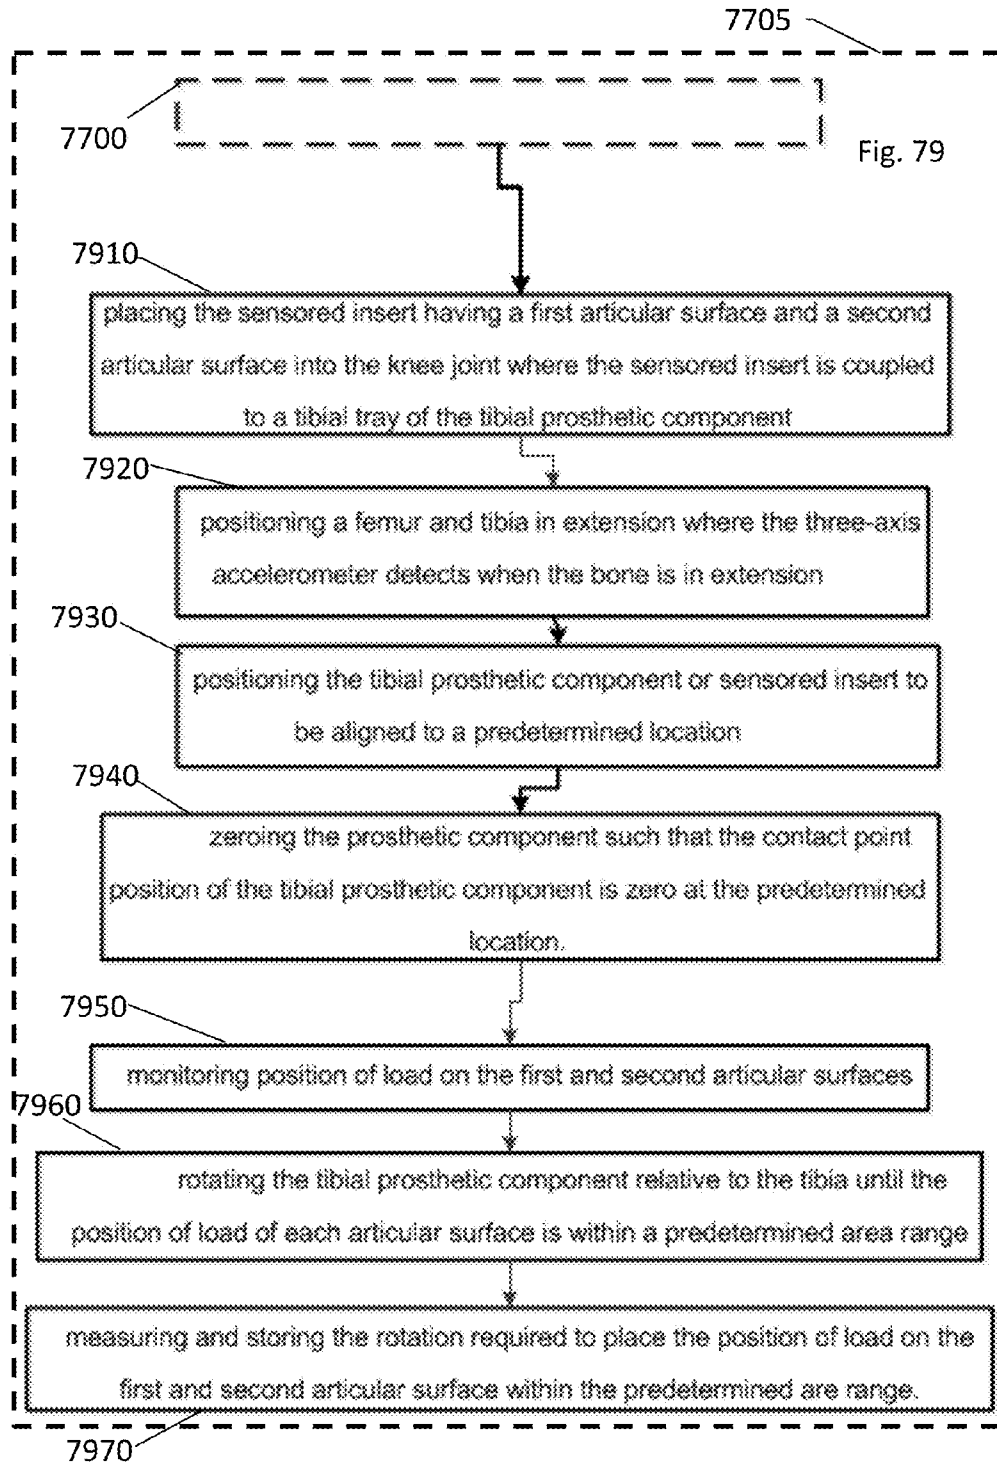 7705
7700
Fig. 79
7910
placing the sensored insert having a first articular surface and a second
articular surface into the knee joint where the sensored insert is coupled
to a tibial tray of the tibial prosthetic component
7920
positioning a femur and tibia in extension where the three-axis
accelerometer detects when the bone is in extension
7930
positioning the tibial prosthetic component or sensored insert to
be aligned to a predetermined location
7940
zeroing the prosthetic component such that the contact point
position of the tibial prosthetic component is zero at the predetermined
location.
7950
monitoring position of load on the first and second articular surfaces
7960
rotating the tibial prosthetic component relative to the tibia until the
position of load of each articular surface is within a predetermined area range
measuring and storing the rotation required to place the position of load on the
first and second articular surface within the predetermined are range.
7970